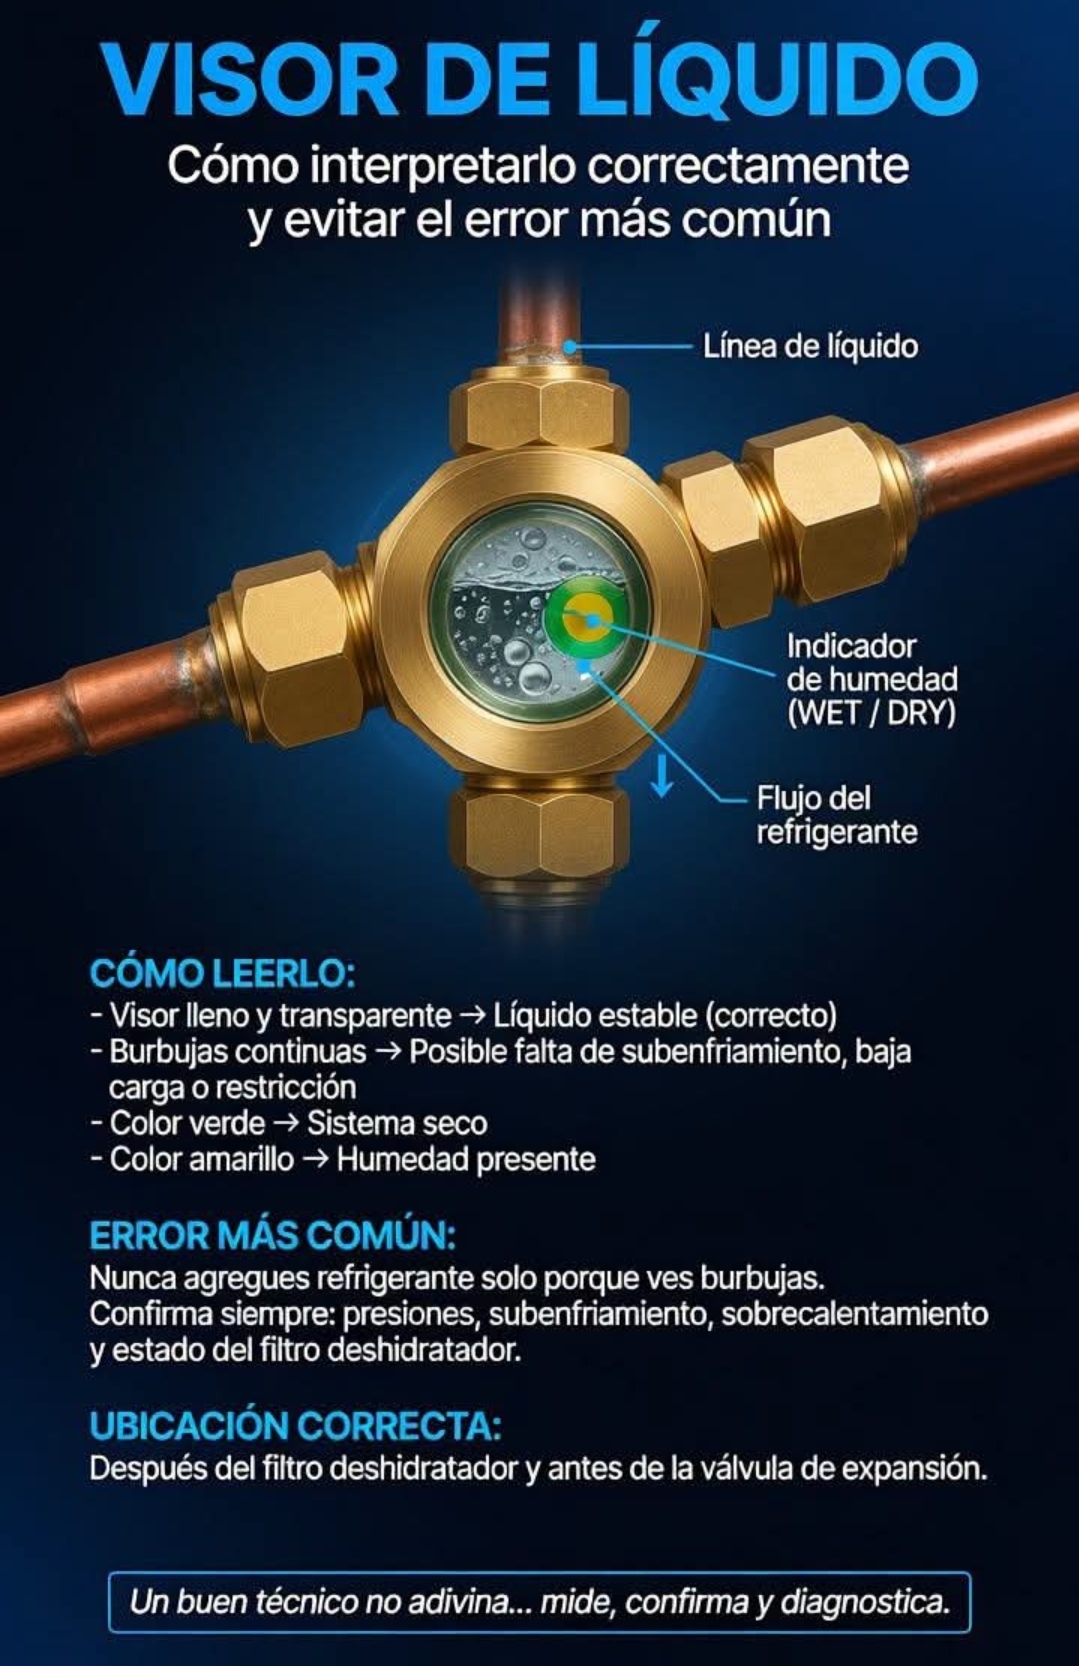 VISOR DE LÍQUIDO
Cómo interpretarlo correctamente
y evitar el error más común
Línea de líquido
Indicador
de humedad
(WET / DRY)
Flujo del
refrigerante
CÓMO LEERLO:
- Visor lleno y transparente → Líquido estable (correcto)
- Burbujas continuas → Posible falta de subenfriamiento, baja
carga o restricción
- Color verde → Sistema seco
- Color amarillo → Humedad presente
ERROR MÁS COMÚN:
Nunca agregues refrigerante solo porque ves burbujas.
Confirma siempre: presiones, subenfriamiento, sobrecalentamiento
y estado del filtro deshidratador.
UBICACIÓN CORRECTA:
Después del filtro deshidratador y antes de la válvula de expansión.
Un buen técnico no adivina... mide, confirma y diagnostica.